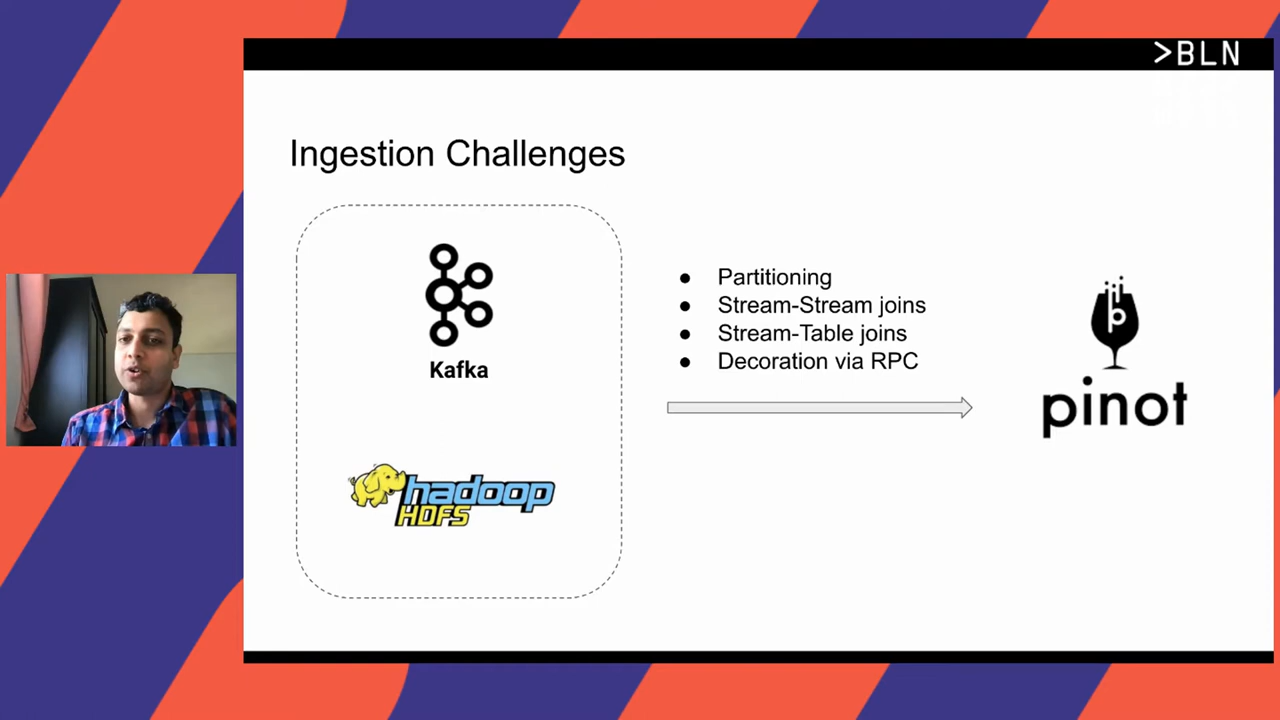 >BLN
Ingestion Challenges
Kafka
hadoop
HDFS
● Partitioning
● Stream-Stream joins
● Stream-Table joins
● Decoration via RPC
pinot